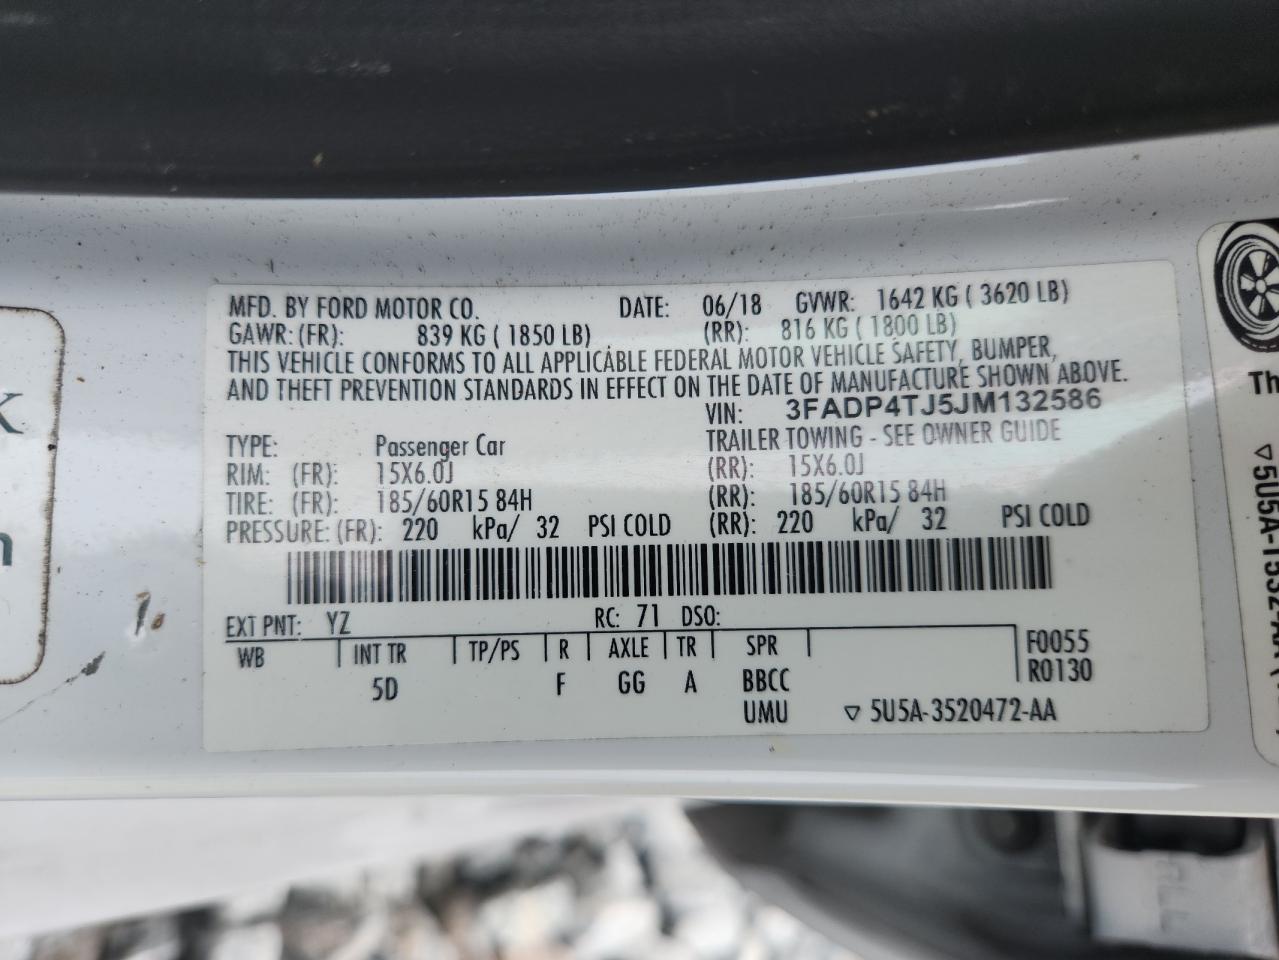 MFD. BY FORD MOTOR CO. DATE: 06/18 GVWR: 1642 KG ( 3620 LB)
GAWR: (FR): 839 KG ( 1850 LB) (RR): 816 KG ( 1800 LB)
THIS VEHICLE CONFORMS TO ALL APPLICABLE FEDERAL MOTOR VEHICLE SAFETY, BUMPER,
AND THEFT PREVENTION STANDARDS IN EFFECT ON THE DATE OF MANUFACTURE SHOWN ABOVE.
VIN: 3FADP4TJ5JM132586
TYPE: Passenger Car TRAILER TOWING - SEE OWNER GUIDE
RIM: (FR): 15X6.0J (RR): 15X6.0J
TIRE: (FR): 185/60R15 84H (RR): 185/60R15 84H
PRESSURE: (FR): 220 kPa/ 32 PSI COLD (RR): 220 kPa/ 32 PSI COLD
EXT PNT: YZ RC: 71 DSO:
WB INT TR TP/PS R AXLE TR SPR F0055
5D F GG A BBCC R0130
UMU ▽ 5U5A-3520472-AA